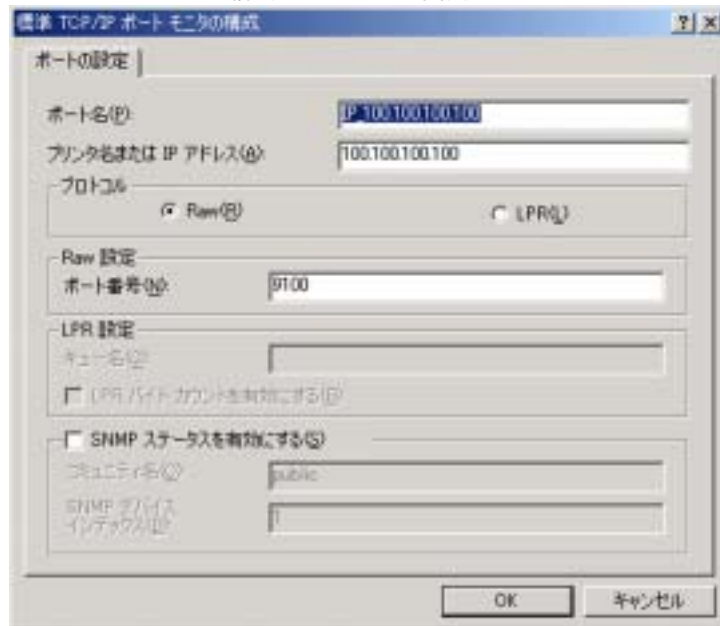 標準 TCP/IP ポート モニタの構成
ポートの設定
ポート名(P):
IP_100.100.100.100
プリンタ名または IP アドレス(A):
100.100.100.100
プロトコル
Raw(R)
LPR(L)
Raw 設定
ポート番号(N):
9100
LPR 設定
キュー名(Q):
LPR バイト カウントを有効にする(B)
SNMP ステータスを有効にする(S)
コミュニティ名(C):
public
SNMP デバイス
インデックス(D):
1
OK
キャンセル